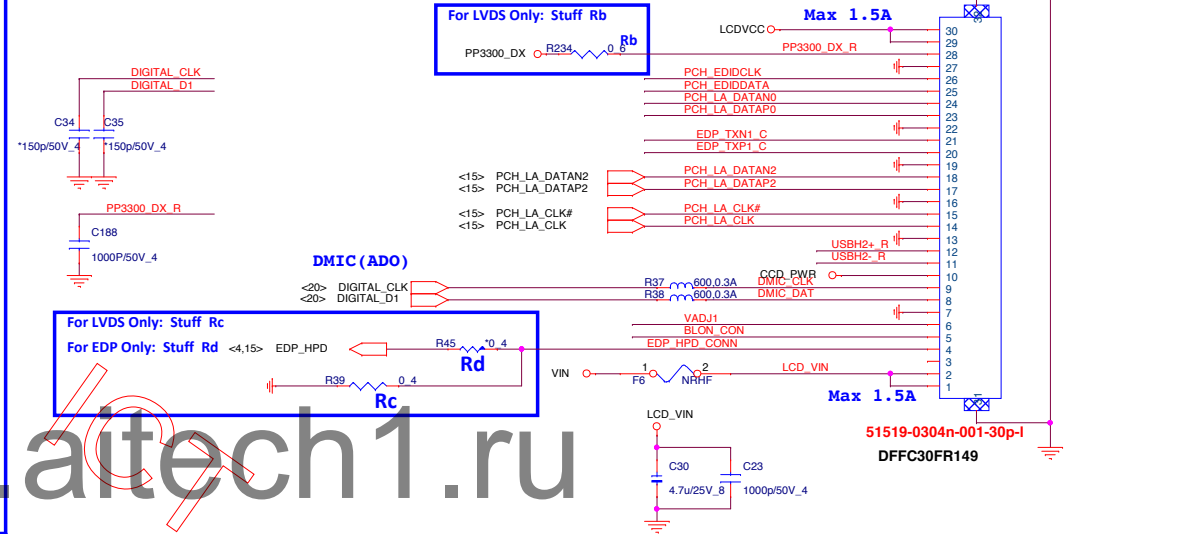 For LVDS Only: Stuff Rb
Rb
PP3300_DX R234 0_6
Max 1.5A
LCDVCC
PP3300_DX_R
PCH_EDIDCLK
PCH_EDIDDATA
PCH_LA_DATAN0
PCH_LA_DATAP0
EDP_TXN1_C
EDP_TXP1_C
<15> PCH_LA_DATAN2 PCH_LA_DATAN2
<15> PCH_LA_DATAP2 PCH_LA_DATAP2
<15> PCH_LA_CLK# PCH_LA_CLK#
<15> PCH_LA_CLK PCH_LA_CLK
USBH2+_R
USBH2-_R
CCD_PWR
30
29
28
27
26
25
24
23
22
21
20
19
18
17
16
15
14
13
12
11
10
9
8
7
6
5
4
3
2
1
DIGITAL_CLK
DIGITAL_D1
C34 C35
*150p/50V_4 *150p/50V_4
PP3300_DX_R
C188
1000P/50V_4
DMIC(ADO)
<20> DIGITAL_CLK R37 600,0.3A DMIC_CLK
<20> DIGITAL_D1 R38 600,0.3A DMIC_DAT
VADJ1
BLON_CON
EDP_HPD_CONN
For LVDS Only: Stuff Rc
For EDP Only: Stuff Rd <4,15> EDP_HPD R45 *0_4
Rd
R39 0_4
Rc
VIN 1 2 LCD_VIN
F6 NRHF
Max 1.5A
LCD_VIN
C30 C23
4.7u/25V_8 1000p/50V_4
51519-0304n-001-30p-l
DFFC30FR149
.aitech1.ru